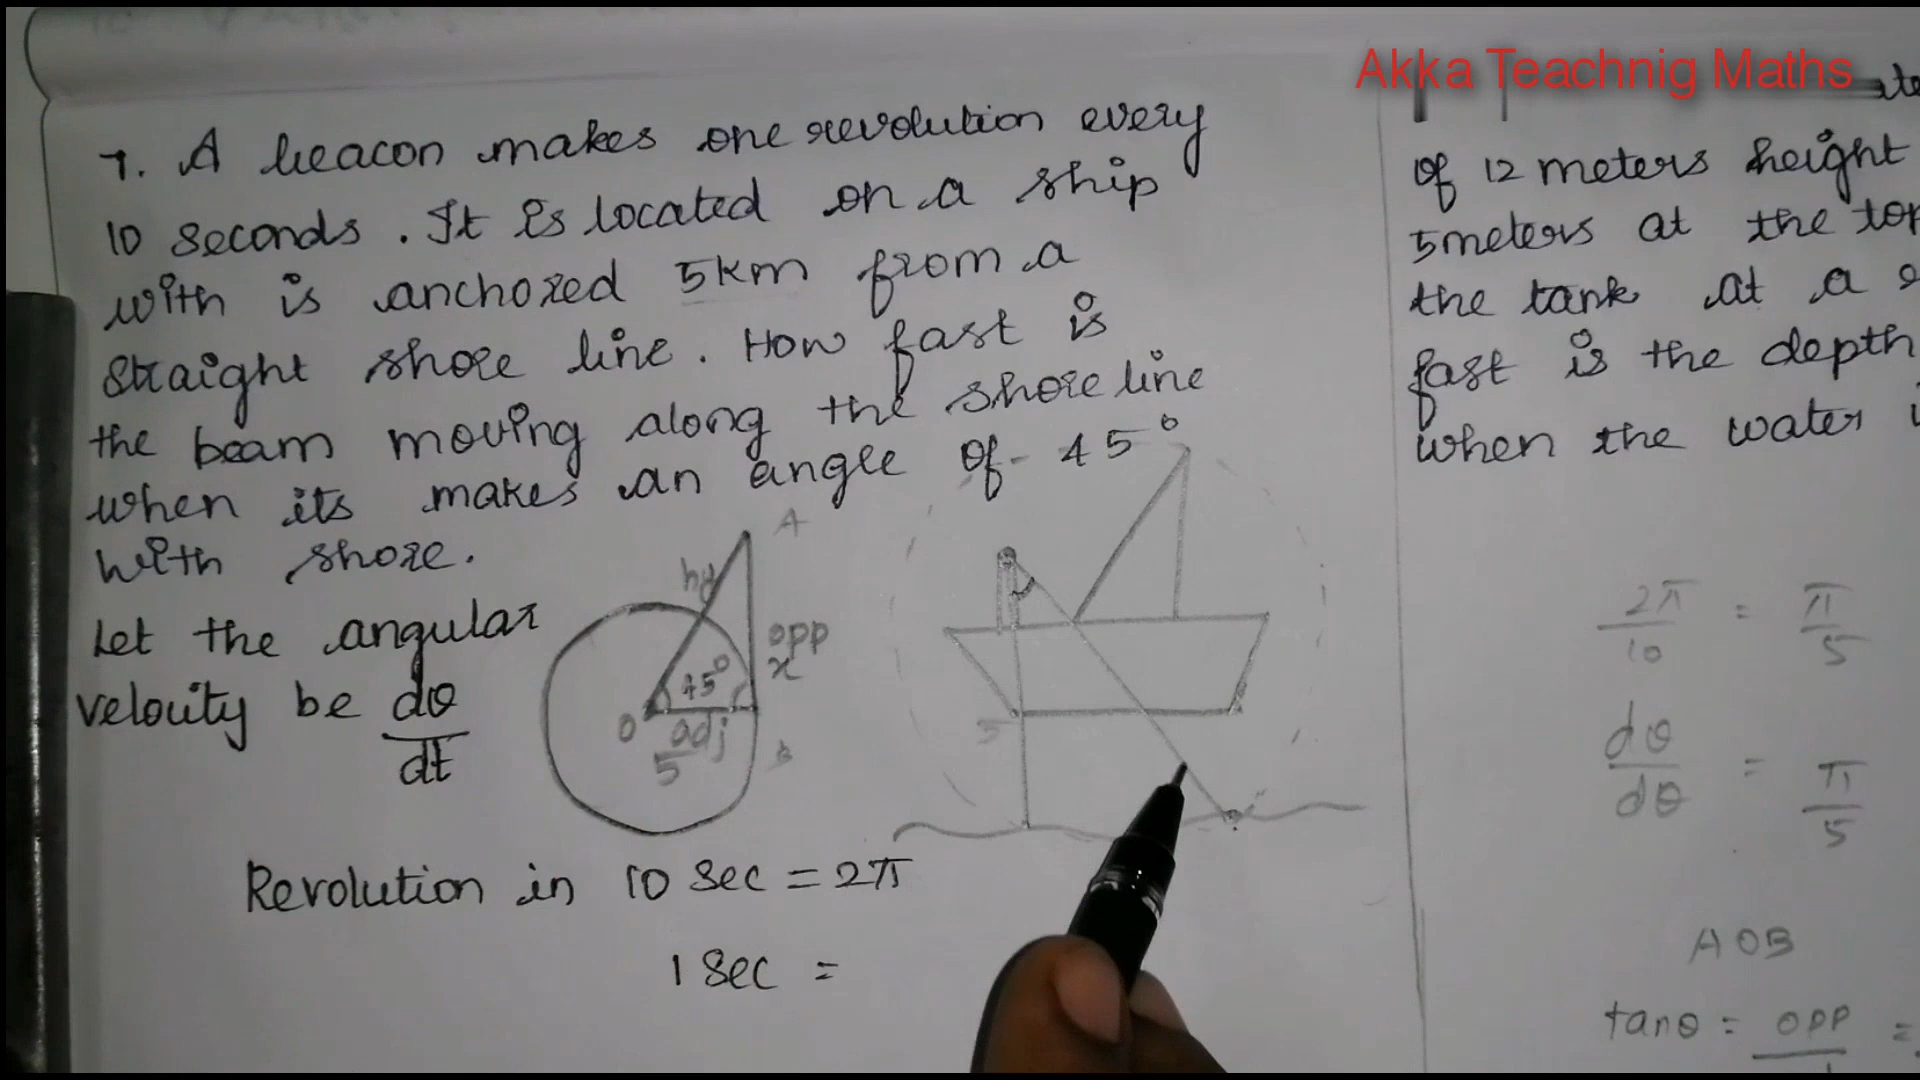 Akka Teachnig Maths
7. A beacon makes one revolution every
10 seconds. It is located on a ship
with is anchored 5km from a
straight shore line. How fast is
the beam moving along the shore line
when its makes an angle of 45°
with shore.
Let the angular
velouity be dθ
dt
A
hy
opp
x
45°
O
adj
5
B
5
Revolution in 10 Sec = 2π
1 Sec =
of 12 meters height
5meters at the top
the tank at a
fast is the depth
when the water
2π = π
10 5
dθ = π
dθ 5
AOB
tanθ = opp =